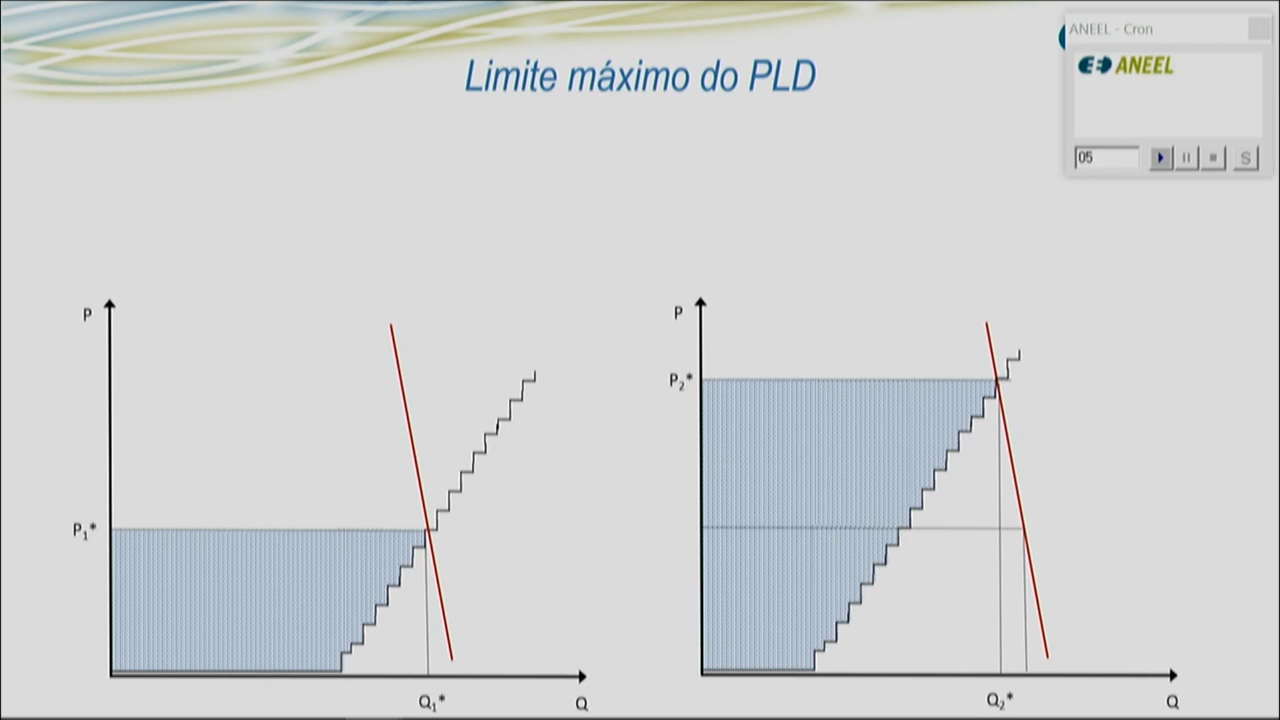 Limite máximo do PLD
ANEEL - Cron
ANEEL
05
S
P
P₁*
Q₁*
Q
P
P₂*
Q₂*
Q